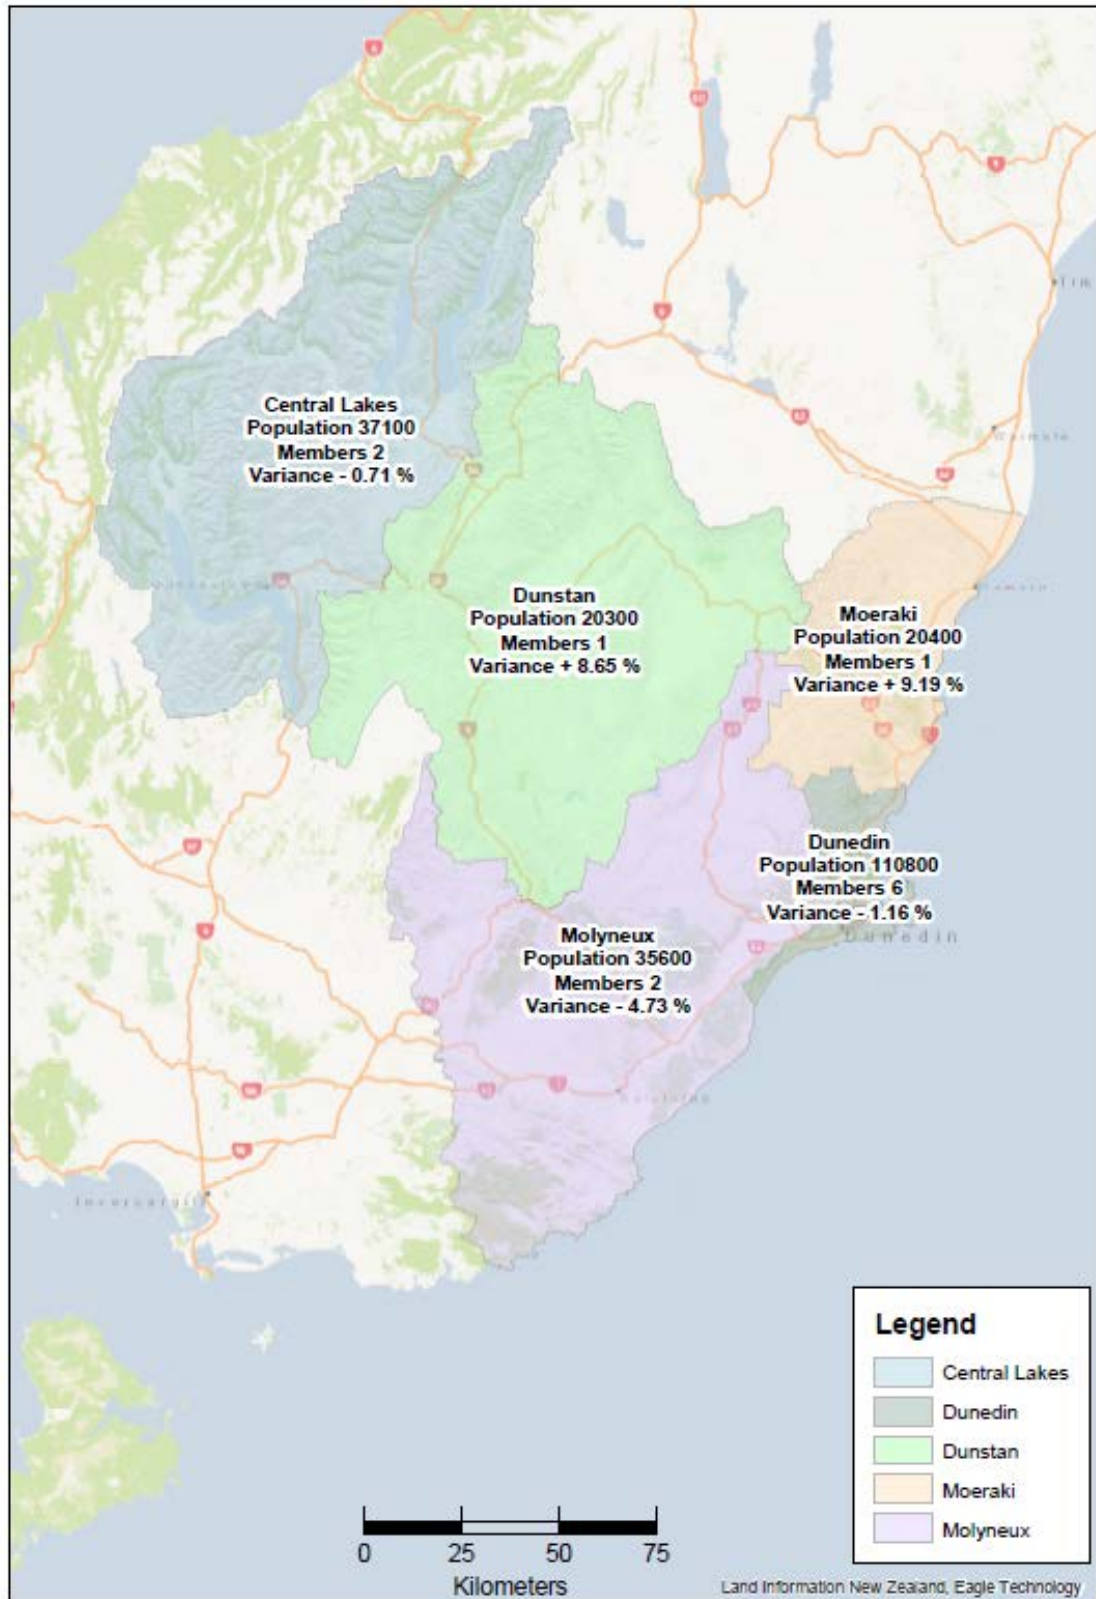 Central Lakes
Population 37100
Members 2
Variance - 0.71 %
Dunstan
Population 20300
Members 1
Variance + 8.65 %
Moeraki
Population 20400
Members 1
Variance + 9.19 %
Dunedin
Population 110800
Members 6
Variance - 1.16 %
Dunedin
Molyneux
Population 35600
Members 2
Variance - 4.73 %
Invercargill
Legend
Central Lakes
Dunedin
Dunstan
Moeraki
Molyneux
0 25 50 75
Kilometers
Land Information New Zealand, Eagle Technology